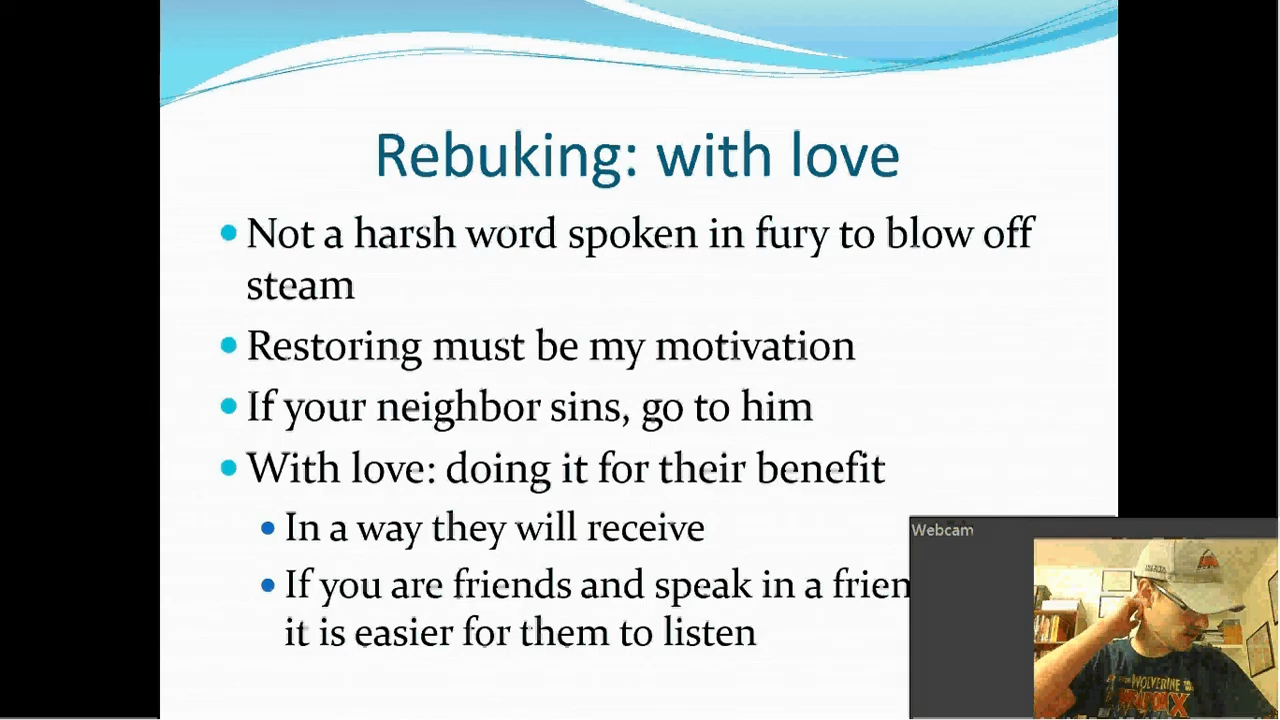 Rebuking: with love
Not a harsh word spoken in fury to blow off
steam
Restoring must be my motivation
If your neighbor sins, go to him
With love: doing it for their benefit
In a way they will receive
If you are friends and speak in a
it is easier for them to listen
Webcam
WOLVERINE